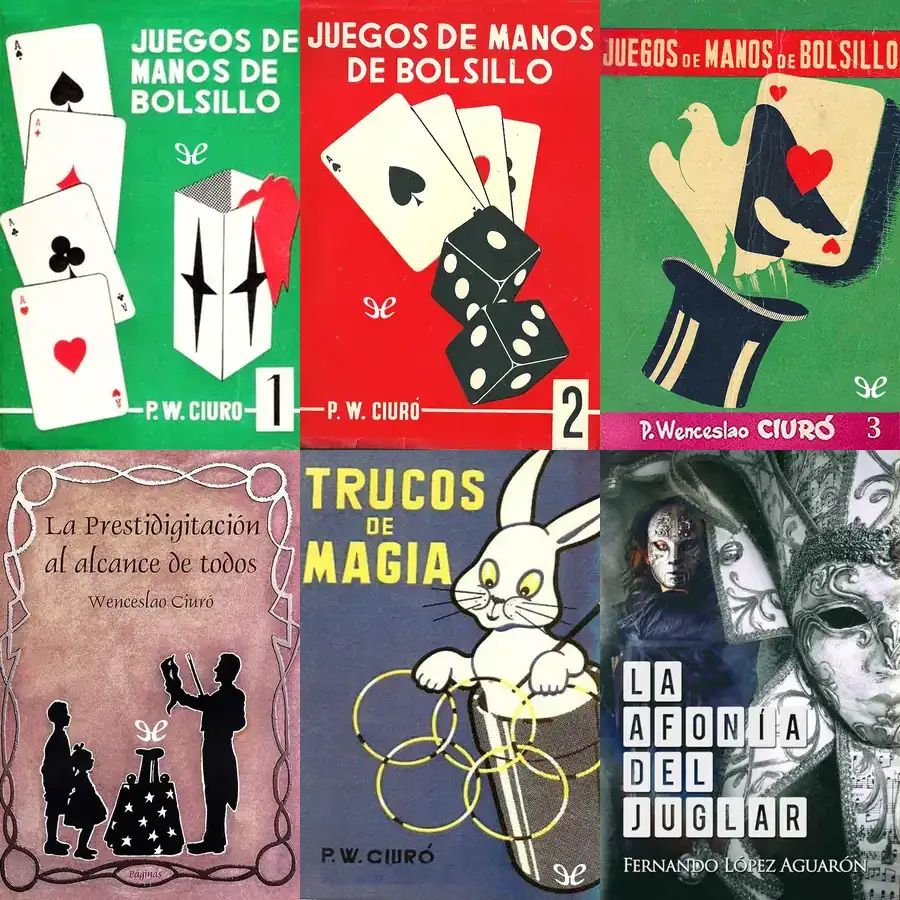 JUEGOS DE
MANOS DE
BOLSILLO
A
A
A
A
A
A
P. W. CIURO
1
JUEGOS DE MANOS
DE BOLSILLO
A
P. W. CIURÓ
2
JUEGOS DE MANOS DE BOLSILLO
P. Wenceslao CIURÓ 3
La Prestidigitación
al alcance de todos
Wenceslao Ciuró
Páginas
TRUCOS
DE
MAGIA
P. W. CIURÓ
LA
AFONÍA
DEL
JUGLAR
FERNANDO LÓPEZ AGUARÓN